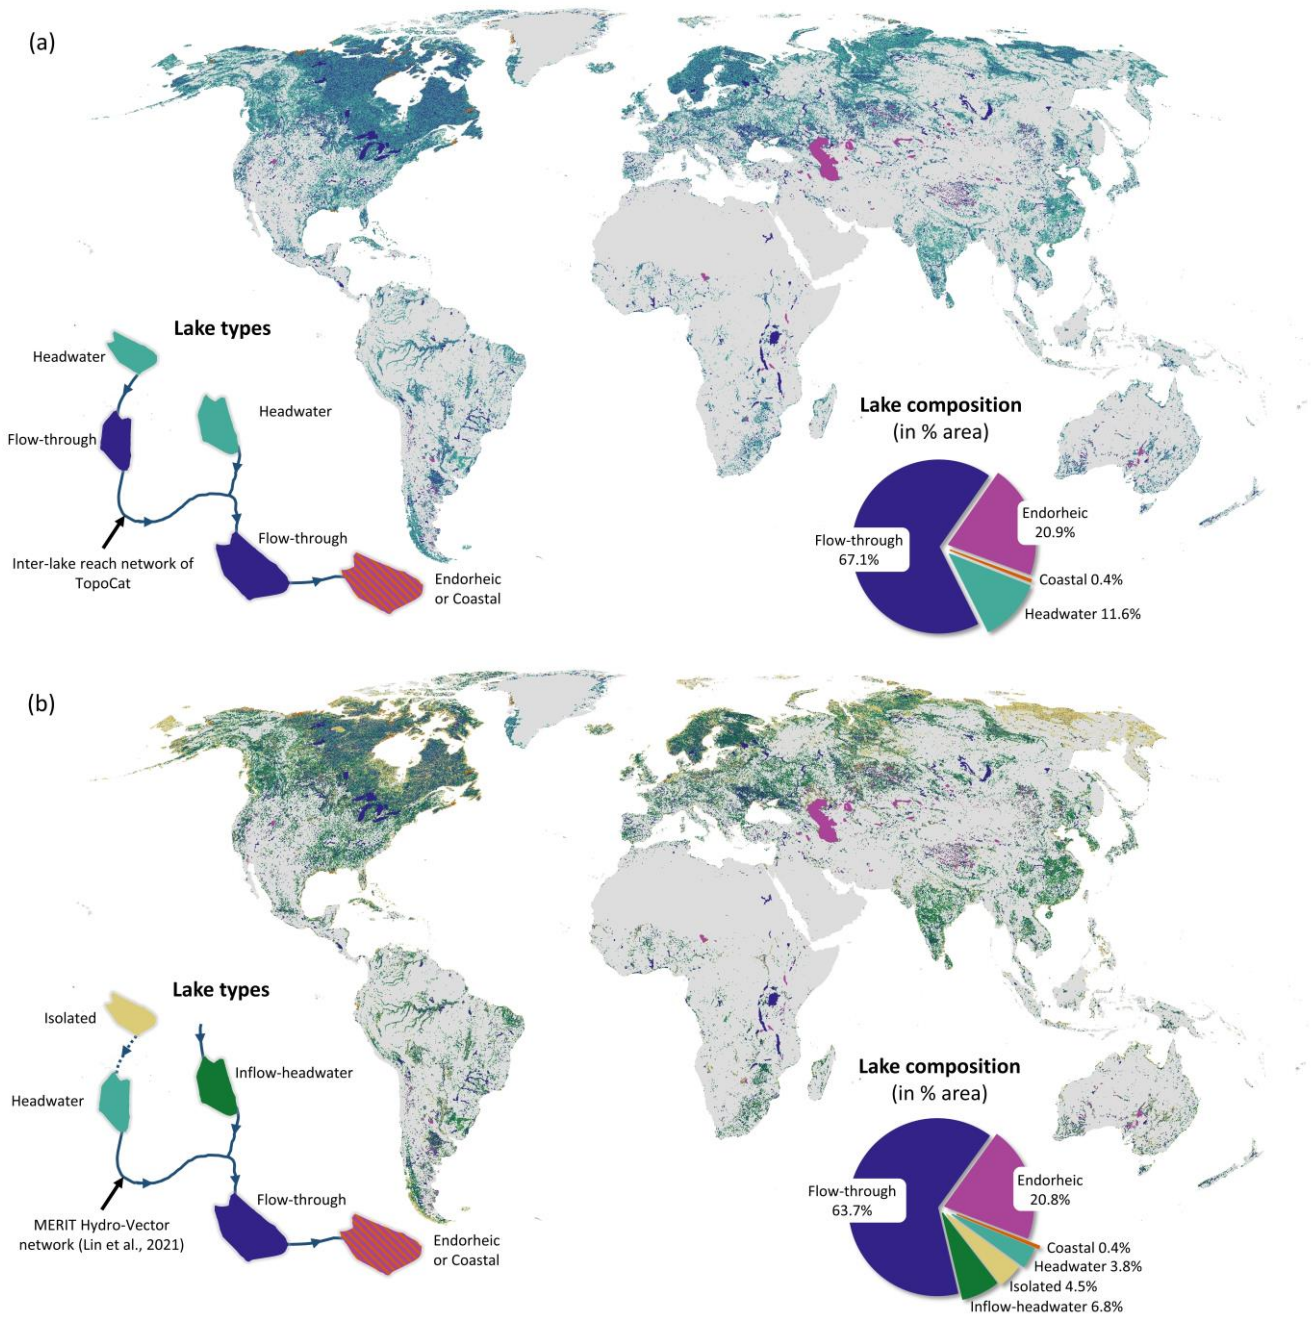 (a)
Lake types
Headwater
Headwater
Flow-through
Inter-lake reach network of
TopoCat
Flow-through
Endorheic
or Coastal
Lake composition
(in % area)
Endorheic
20.9%
Flow-through
67.1%
Coastal 0.4%
Headwater 11.6%
(b)
Lake types
Isolated
Inflow-headwater
Headwater
Flow-through
MERIT Hydro-Vector
network (Lin et al., 2021)
Endorheic
or Coastal
Lake composition
(in % area)
Endorheic
20.8%
Flow-through
63.7%
Coastal 0.4%
Headwater 3.8%
Isolated 4.5%
Inflow-headwater 6.8%